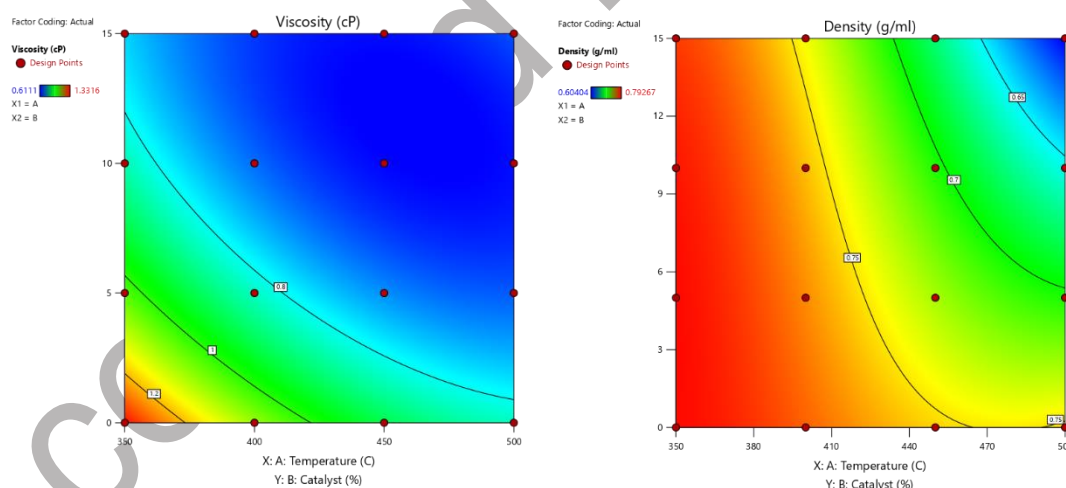 Factor Coding: Actual
Viscosity (cP)
Viscosity (cP)
Design Points
0.6111 1.3316
X1 = A
X2 = B
15
10
5
0
0.8
1
1.2
350 400 450 500
X: A: Temperature (C)
Y: B: Catalyst (%)
Factor Coding: Actual
Density (g/ml)
Density (g/ml)
Design Points
0.60404 0.79267
X1 = A
X2 = B
15
12
9
6
3
0
0.65
0.7
0.75
0.75
350 380 410 440 470
X: A: Temperature (C)
Y: B: Catalyst (%)